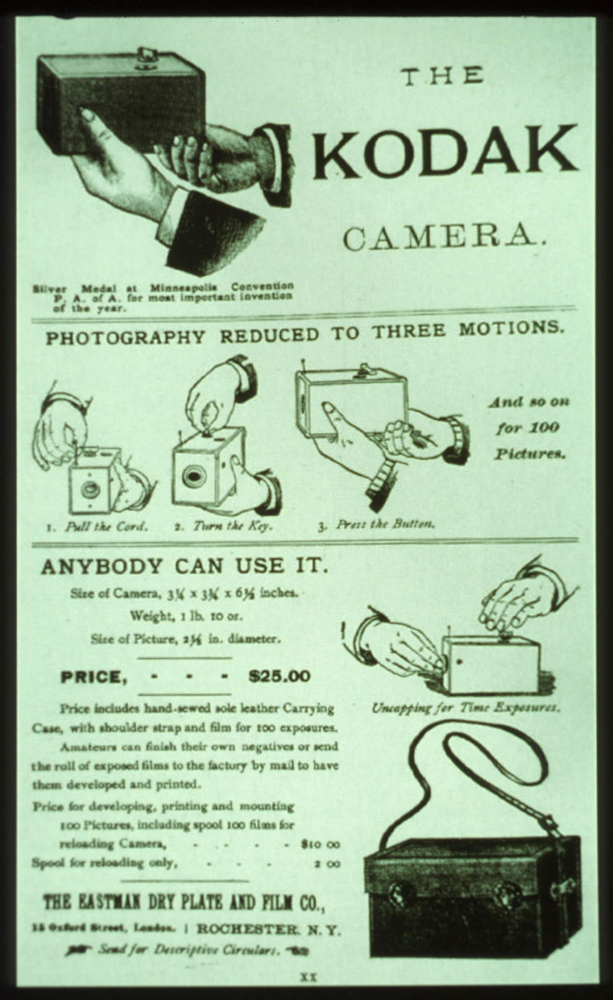 THE
KODAK
CAMERA.
Silver Medal at Minneapolis Convention
P. A. of A. for most important invention
of the year.
PHOTOGRAPHY REDUCED TO THREE MOTIONS.
And so on
for 100
Pictures.
1. Pull the Cord.
2. Turn the Key.
3. Press the Button.
ANYBODY CAN USE IT.
Size of Camera, 3¼ x 3¾ x 6½ inches.
Weight, 1 lb. 10 oz.
Size of Picture, 2½ in. diameter.
PRICE, - - - $25.00
Price includes hand-sewed sole leather Carrying
Case, with shoulder strap and film for 100 exposures.
Amateurs can finish their own negatives or send
the roll of exposed films to the factory by mail to have
them developed and printed.
Price for developing, printing and mounting
100 Pictures, including spool 100 films for
reloading Camera, - - - - $10 00
Spool for reloading only, - - - 2 00
Uncapping for Time Exposures.
THE EASTMAN DRY PLATE AND FILM CO.,
Oxford Street, London. | ROCHESTER, N. Y.
Send for Descriptive Circulars.
xx